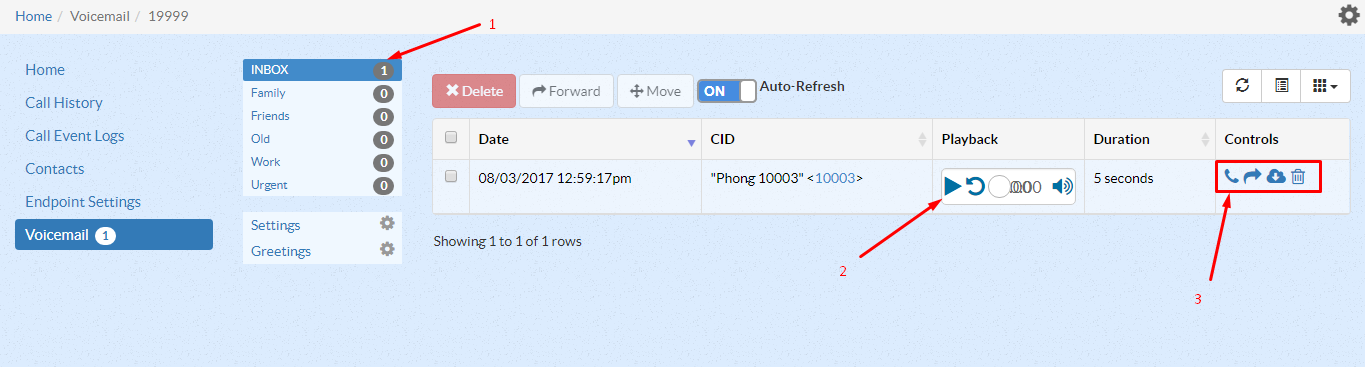 Home / Voicemail / 19999
1
Home
Call History
Call Event Logs
Contacts
Endpoint Settings
Voicemail 1
INBOX 1
Family 0
Friends 0
Old 0
Work 0
Urgent 0
Settings
Greetings
Delete Forward Move ON Auto-Refresh
Date CID Playback Duration Controls
08/03/2017 12:59:17pm "Phong 10003" <10003> 5 seconds
Showing 1 to 1 of 1 rows
2
3